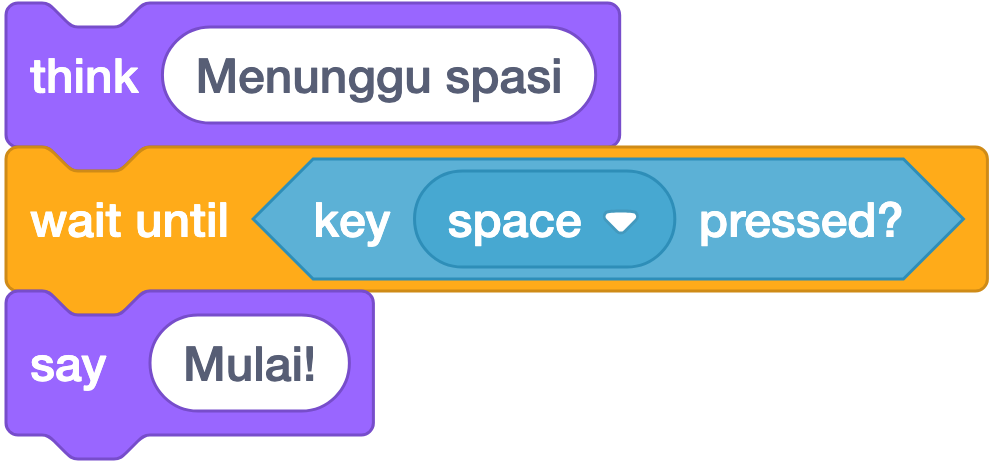 think Menunggu spasi
wait until key space pressed?
say Mulai!